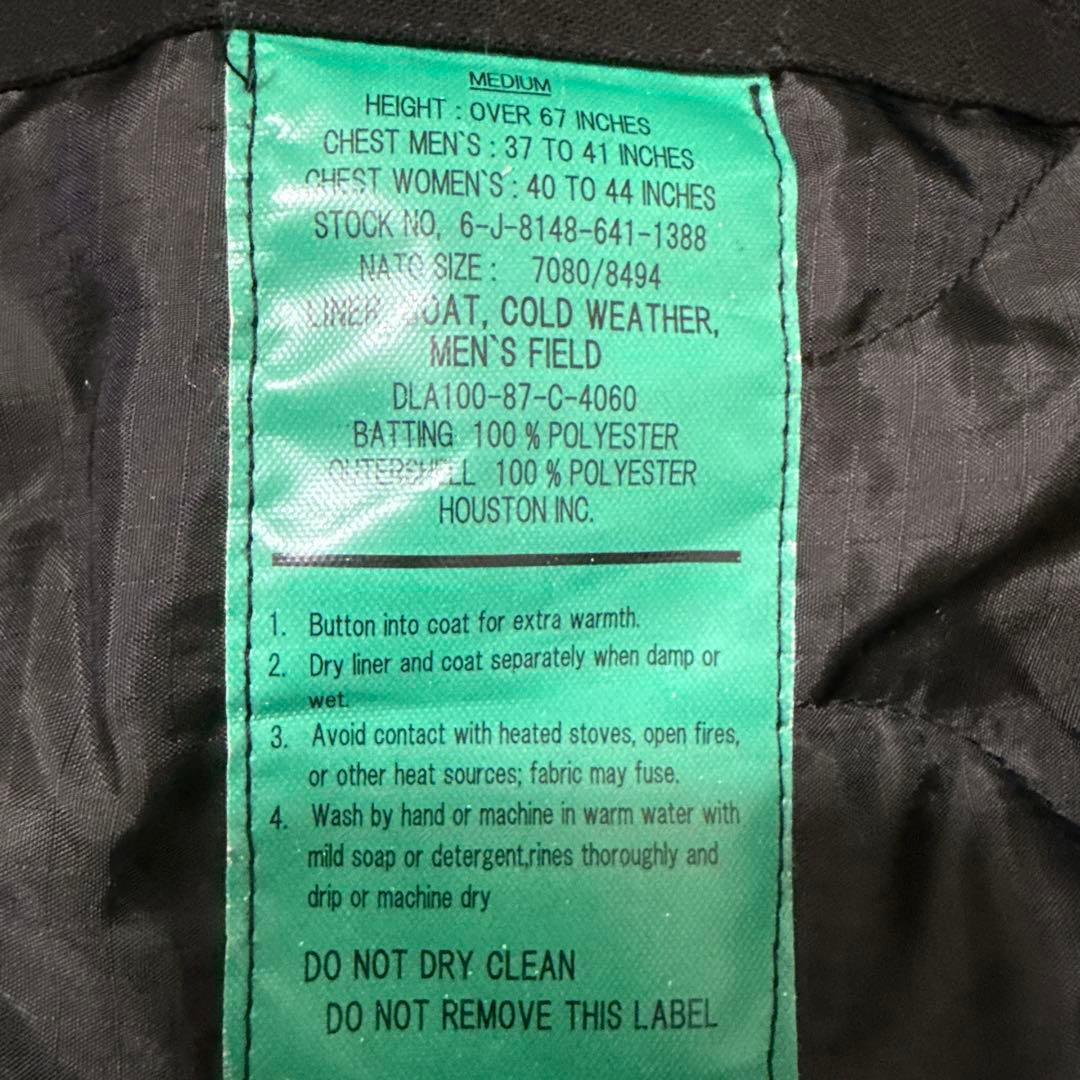 MEDIUM
HEIGHT : OVER 67 INCHES
CHEST MEN`S : 37 TO 41 INCHES
CHEST WOMEN`S : 40 TO 44 INCHES
STOCK NO, 6-J-8148-641-1388
NATO SIZE : 7080/8494
LINER, COAT, COLD WEATHER,
MEN`S FIELD
DLA100-87-C-4060
BATTING 100 % POLYESTER
OUTERSHELL 100 % POLYESTER
HOUSTON INC.
1. Button into coat for extra warmth.
2. Dry liner and coat separately when damp or
wet.
3. Avoid contact with heated stoves, open fires,
or other heat sources; fabric may fuse.
4. Wash by hand or machine in warm water with
mild soap or detergent,rines thoroughly and
drip or machine dry
DO NOT DRY CLEAN
DO NOT REMOVE THIS LABEL